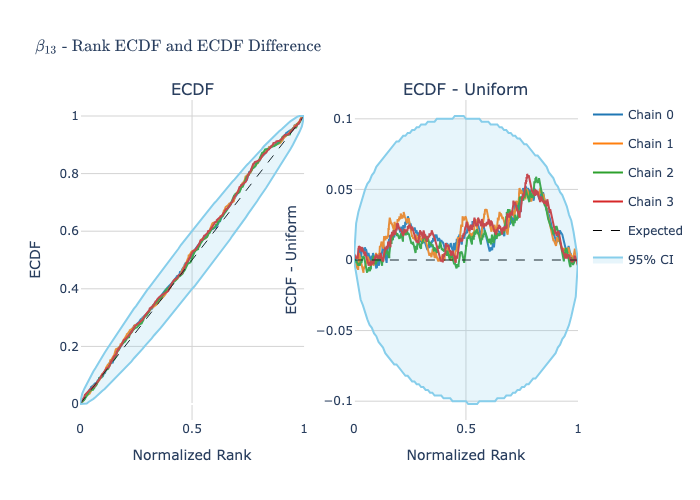 β₁₃ - Rank ECDF and ECDF Difference
ECDF
ECDF - Uniform
1
0.8
0.6
0.4
0.2
0
0
0.5
1
ECDF
Normalized Rank
0.1
0.05
0
−0.05
−0.1
0
0.5
1
ECDF - Uniform
Normalized Rank
Chain 0
Chain 1
Chain 2
Chain 3
Expected
95% CI